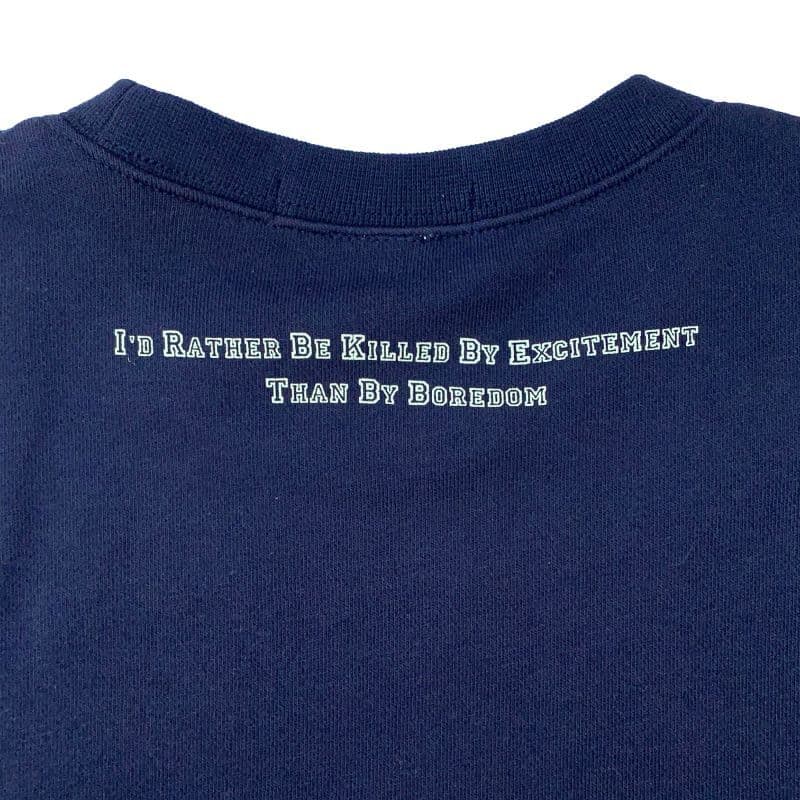 I'd Rather Be Killed By Excitement
Than By Boredom